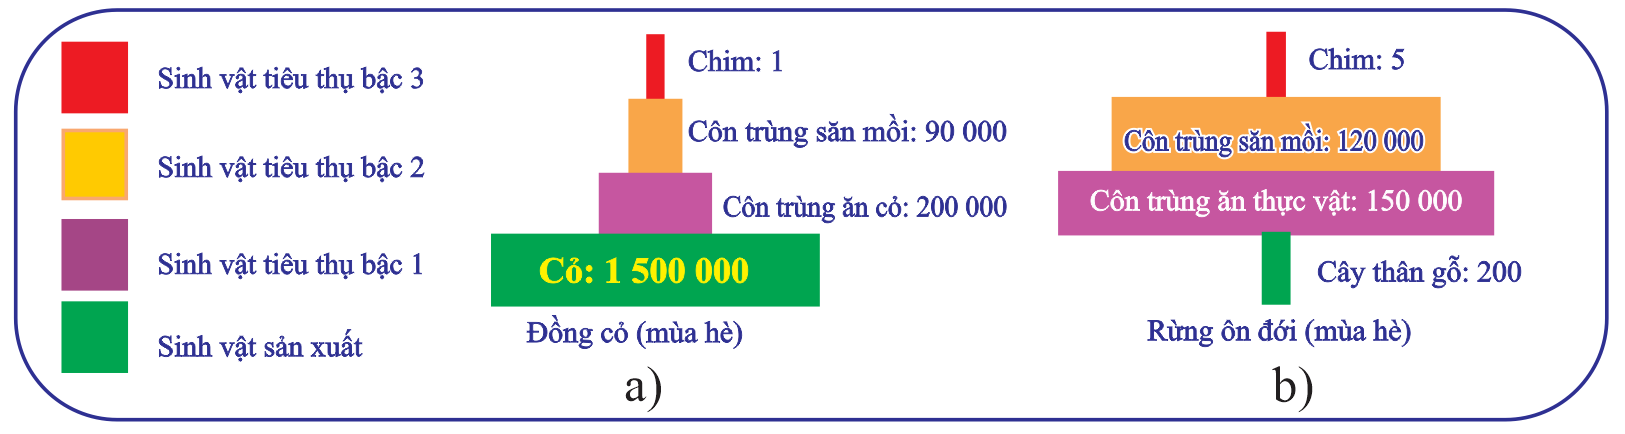 Sinh vật tiêu thụ bậc 3
Sinh vật tiêu thụ bậc 2
Sinh vật tiêu thụ bậc 1
Sinh vật sản xuất
Chim: 1
Côn trùng săn mồi: 90 000
Côn trùng ăn cỏ: 200 000
Cỏ: 1 500 000
Đồng cỏ (mùa hè)
a)
Chim: 5
Côn trùng săn mồi: 120 000
Côn trùng ăn thực vật: 150 000
Cây thân gỗ: 200
Rừng ôn đới (mùa hè)
b)